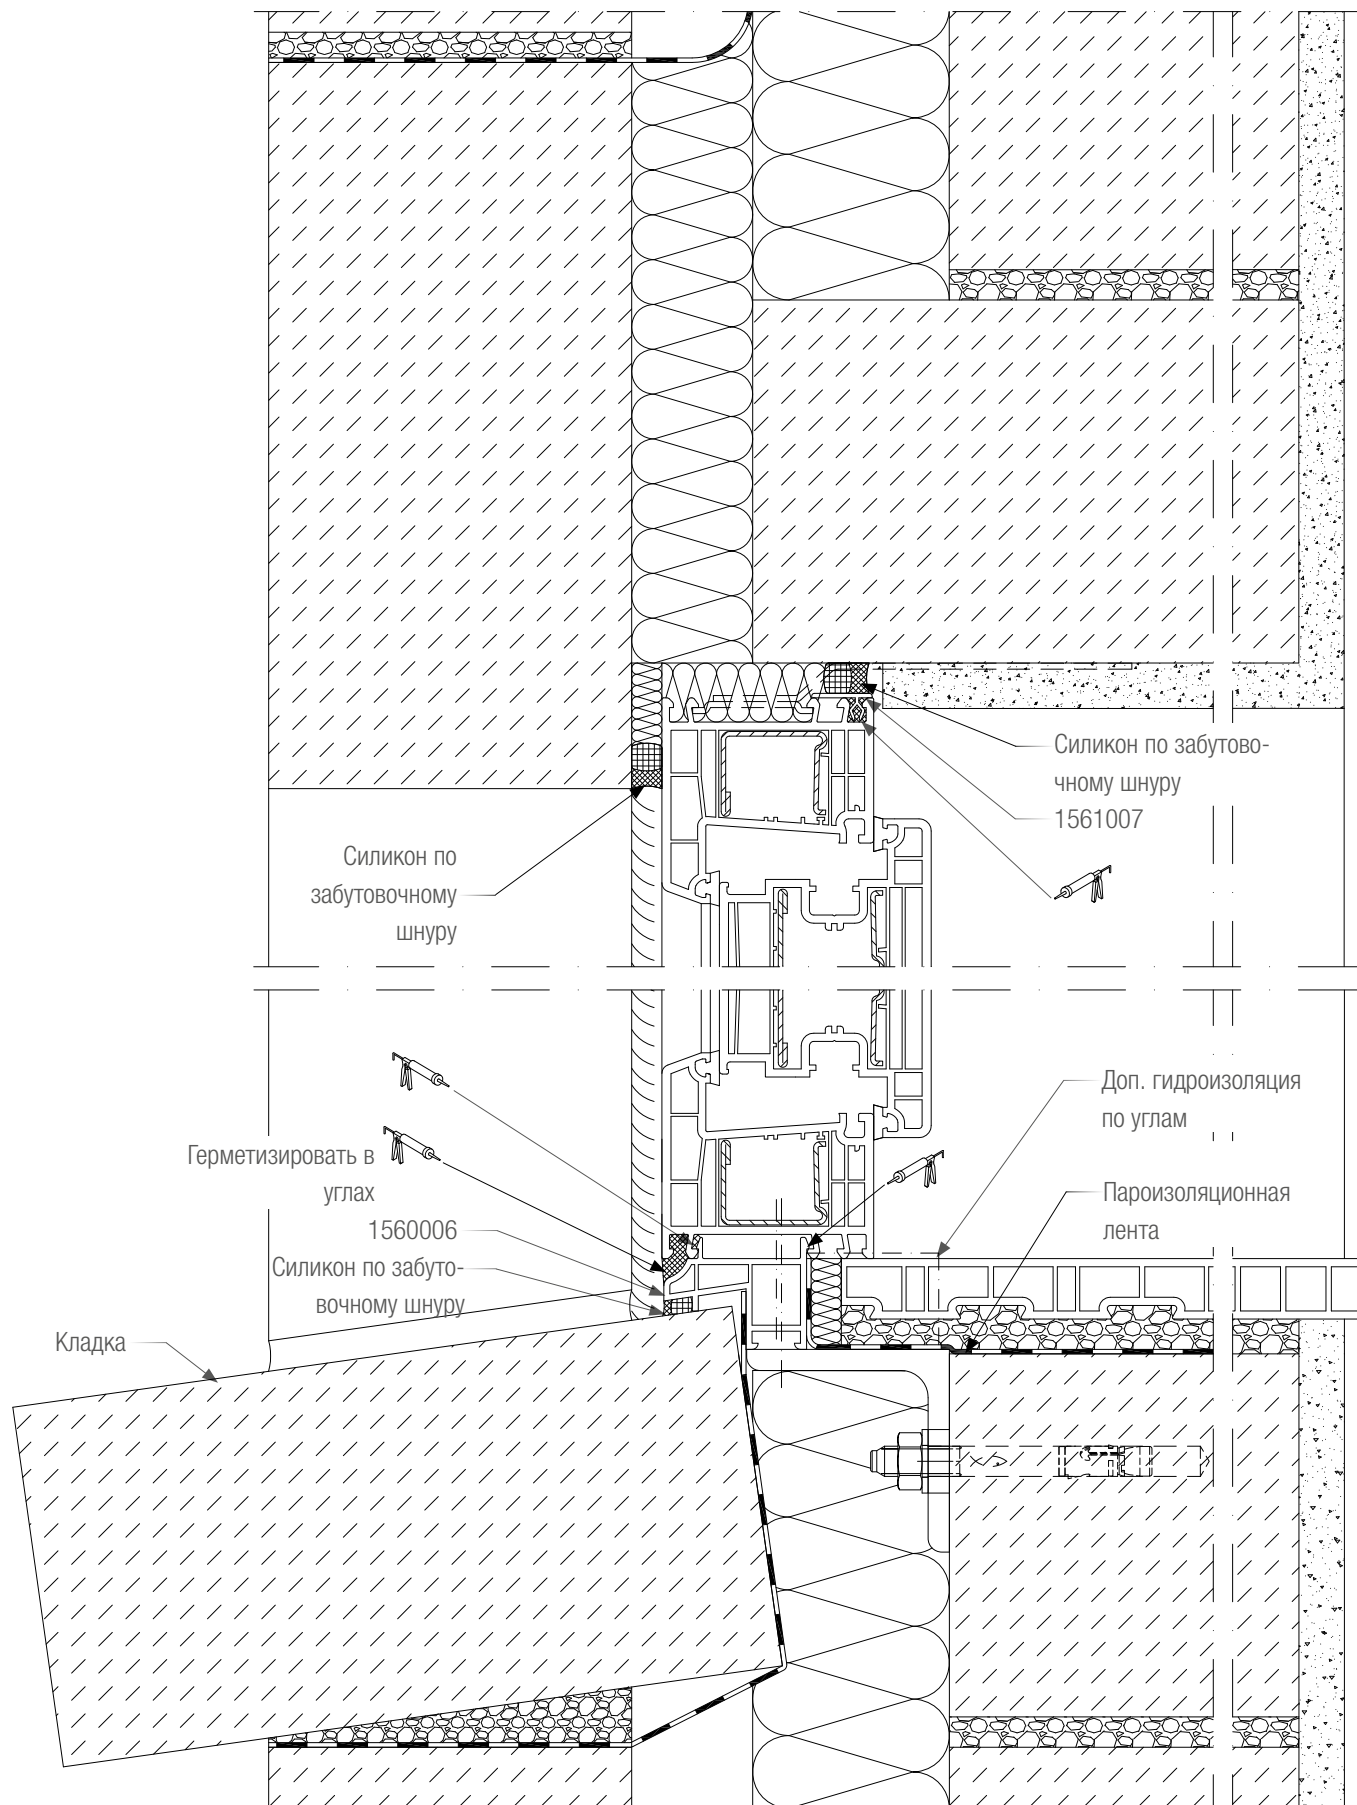 Силикон по забутово-
чному шнуру
1561007
Силикон по
забутовочному
шнуру
Доп. гидроизоляция
по углам
Герметизировать в
углах
1560006
Силикон по забуто-
вочному шнуру
Пароизоляционная
лента
Кладка